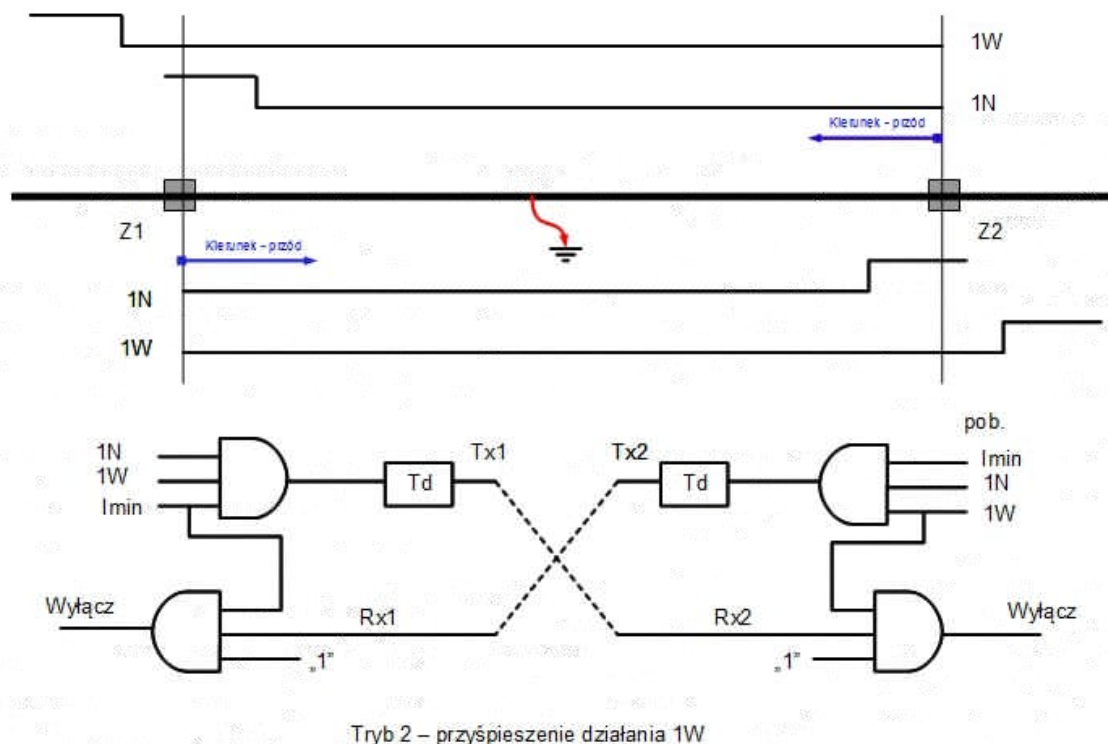 1W
1N
Kierunek - przód
Z1
Z2
Kierunek - przód
1N
1W
pob.
1N
1W
Imin
Td
Tx1
Tx2
Td
Imin
1N
1W
Wyłącz
Rx1
„1”
Rx2
„1”
Wyłącz
Tryb 2 – przyśpieszenie działania 1W